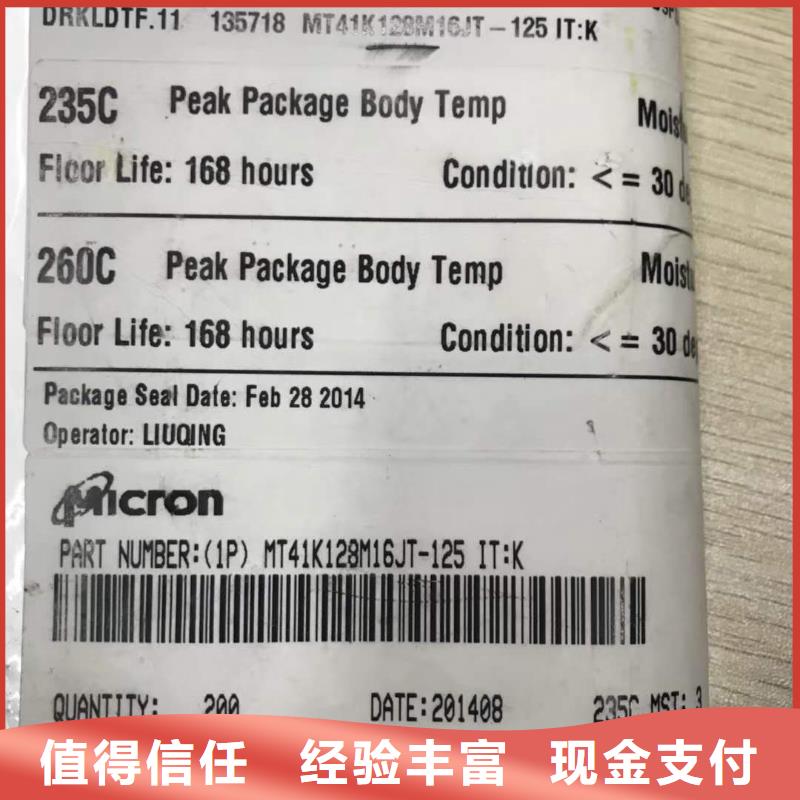 DRKLDTF.11 135718 MT41K128M16JT-125 IT:K
235C Peak Package Body Temp
Floor Life: 168 hours Condition: <= 30
260C Peak Package Body Temp
Floor Life: 168 hours Condition: <= 30
Package Seal Date: Feb 28 2014
Operator: LIUQING
Micron
PART NUMBER:(1P) MT41K128M16JT-125 IT:K
QUANTITY: 200 DATE:201408 235C MSL: 3
值得信任 经验丰富 现金支付